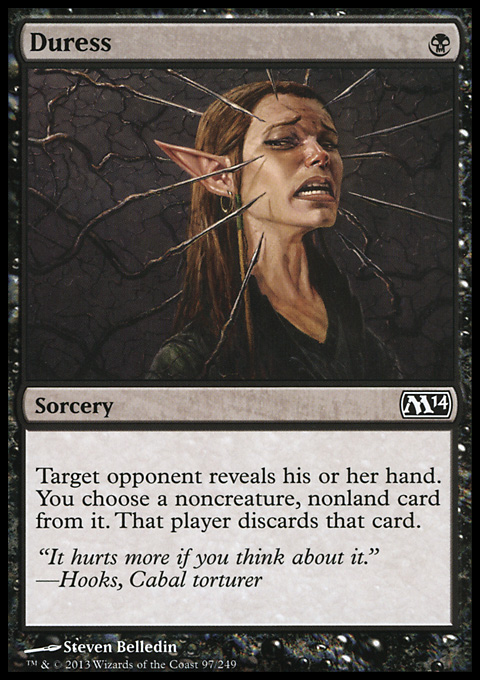 Duress
Sorcery
M14
Target opponent reveals his or her hand.
You choose a noncreature, nonland card
from it. That player discards that card.
“It hurts more if you think about it.”
—Hooks, Cabal torturer
Steven Belledin
™ & © 2013 Wizards of the Coast 97/249